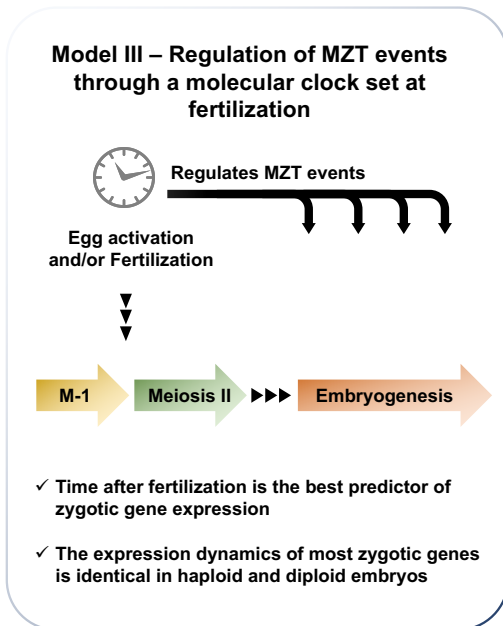 Model III – Regulation of MZT events
through a molecular clock set at
fertilization
Regulates MZT events
Egg activation
and/or Fertilization
M-1
Meiosis II
Embryogenesis
✓ Time after fertilization is the best predictor of
zygotic gene expression
✓ The expression dynamics of most zygotic genes
is identical in haploid and diploid embryos